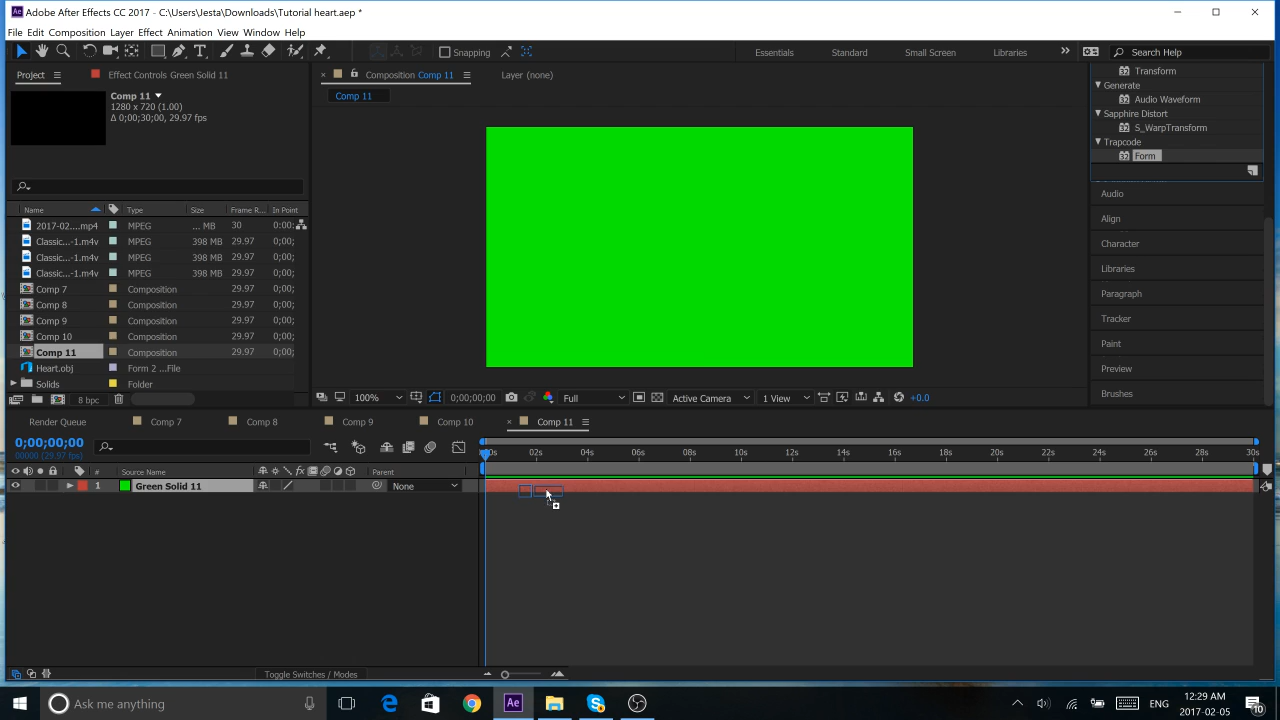 Adobe After Effects CC 2017 - C:\Users\Jesta\Downloads\Tutorial heart.aep *
File Edit Composition Layer Effect Animation View Window Help
Snapping
Essentials Standard Small Screen Libraries Search Help
Project Effect Controls Green Solid 11
Composition Comp 11
Layer (none)
Comp 11
1280 x 720 (1.00)
Δ 0;00;30;00, 29.97 fps
Comp 11
Transform
Generate
Audio Waveform
Sapphire Distort
S_WarpTransform
Trapcode
Form
Audio
Align
Character
Libraries
Paragraph
Tracker
Paint
Preview
Brushes
Name Type Size Frame R... In Point
2017-02....mp4 MPEG ... MB 30 0:00:
Classic...-1.m4v MPEG 398 MB 29.97 0;00;
Classic...-1.m4v MPEG 398 MB 29.97 0;00;
Classic...-1.m4v MPEG 398 MB 29.97 0;00;
Comp 7 Composition 29.97 0;00;
Comp 8 Composition 29.97 0;00;
Comp 9 Composition 29.97 0;00;
Comp 10 Composition 29.97 0;00;
Comp 11 Composition 29.97 0;00;
Heart.obj Form 2 ...File
Solids Folder
8 bpc
100% 0;00;00;00 Full Active Camera 1 View +0.0
Render Queue Comp 7 Comp 8 Comp 9 Comp 10 Comp 11
0;00;00;00
00000 (29.97 fps)
02s 04s 06s 08s 10s 12s 14s 16s 18s 20s 22s 24s 26s 28s 30s
# Source Name Parent
1 Green Solid 11 None
Toggle Switches / Modes
Ask me anything
ENG
12:29 AM
2017-02-05
10